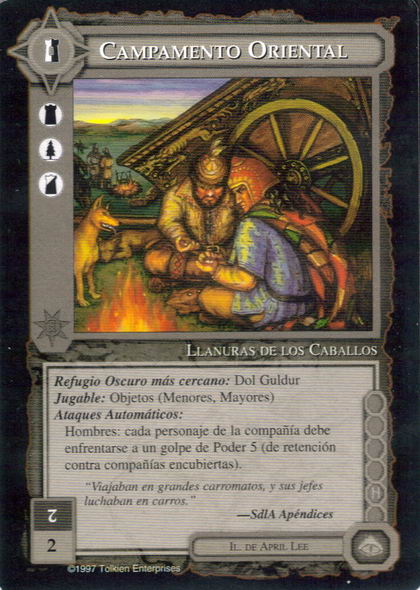 CAMPAMENTO ORIENTAL
LLANURAS DE LOS CABALLOS
Refugio Oscuro más cercano: Dol Guldur
Jugable: Objetos (Menores, Mayores)
Ataques Automáticos:
Hombres: cada personaje de la compañía debe
enfrentarse a un golpe de Poder 5 (de retención
contra compañías encubiertas).
“Viajaban en grandes carromatos, y sus jefes
luchaban en carros.”
—SdlA Apéndices
2
2
IL. DE APRIL LEE
©1997 Tolkien Enterprises